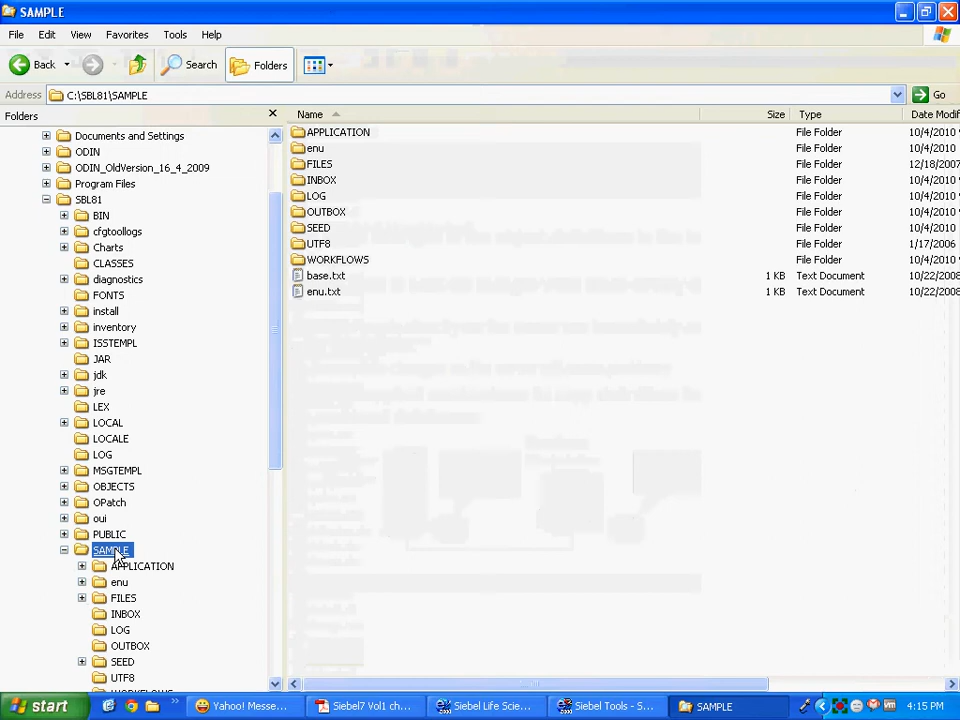 SAMPLE
File Edit View Favorites Tools Help
Back Search Folders
Address C:\SBL81\SAMPLE Go
Folders
Name Size Type Date Modif
Documents and Settings
ODIN
ODIN_OldVersion_16_4_2009
Program Files
SBL81
BIN
cfgtoollogs
Charts
CLASSES
diagnostics
FONTS
install
inventory
ISSTEMPL
JAR
jdk
jre
LEX
LOCAL
LOCALE
LOG
MSGTEMPL
OBJECTS
OPatch
oui
PUBLIC
SAMPLE
APPLICATION
enu
FILES
INBOX
LOG
OUTBOX
SEED
UTF8
WORKFLOWS
APPLICATION File Folder 10/4/2010
enu File Folder 10/4/2010
FILES File Folder 12/18/2007
INBOX File Folder 10/4/2010
LOG File Folder 10/4/2010
OUTBOX File Folder 10/4/2010
SEED File Folder 10/4/2010
UTF8 File Folder 1/17/2006
WORKFLOWS File Folder 10/4/2010
base.txt 1 KB Text Document 10/22/2008
enu.txt 1 KB Text Document 10/22/2008
start Yahoo! Messe... Siebel7 Vol1 ch... Siebel Life Scie... Siebel Tools - S... SAMPLE 4:15 PM